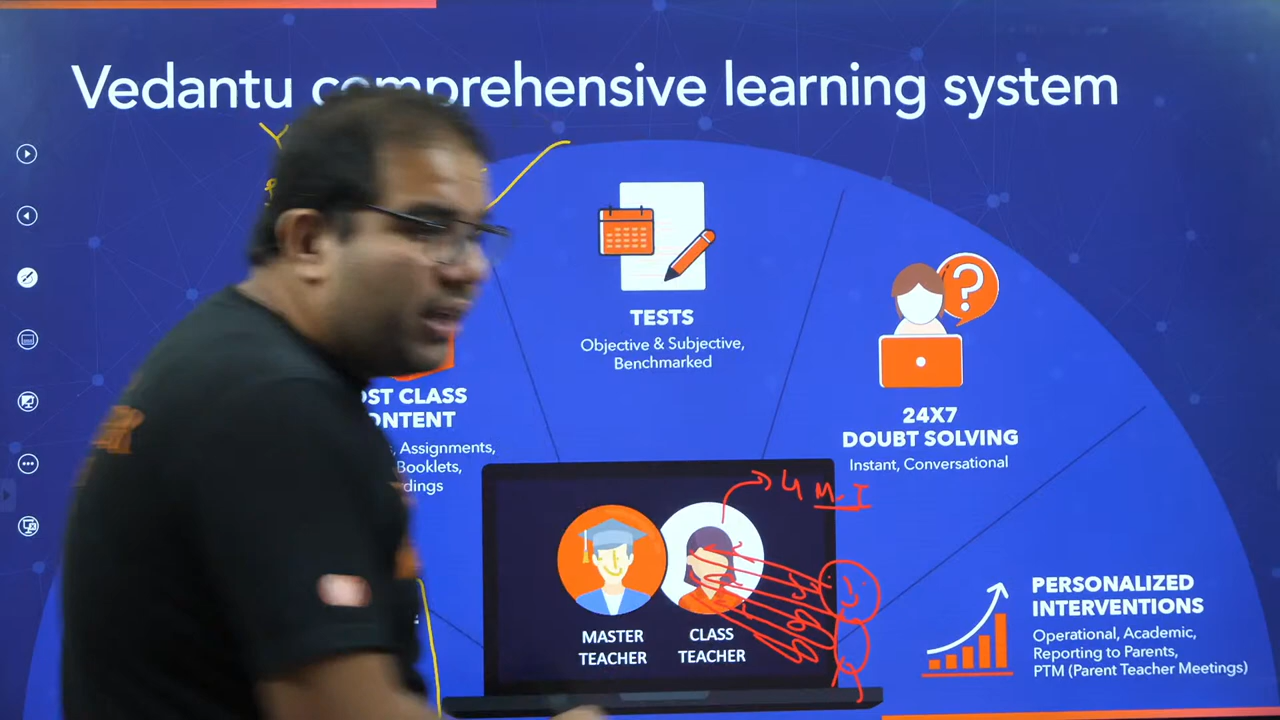 Vedantu comprehensive learning system
TESTS
Objective & Subjective,
Benchmarked
24X7
DOUBT SOLVING
Instant, Conversational
OST CLASS
ONTENT
, Assignments,
Booklets,
dings
4 M.I
MASTER
TEACHER
CLASS
TEACHER
PERSONALIZED
INTERVENTIONS
Operational, Academic,
Reporting to Parents,
PTM (Parent Teacher Meetings)